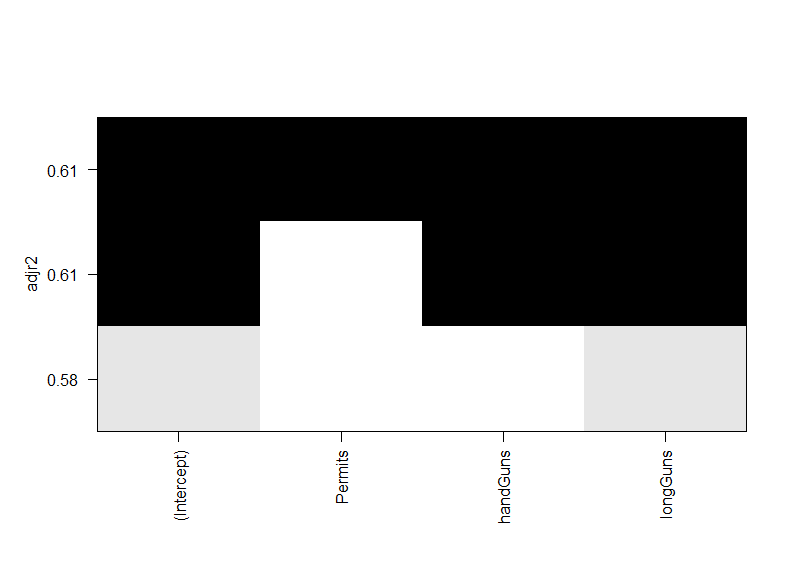 adjr2
0.61
0.61
0.58
(Intercept)
Permits
handGuns
longGuns